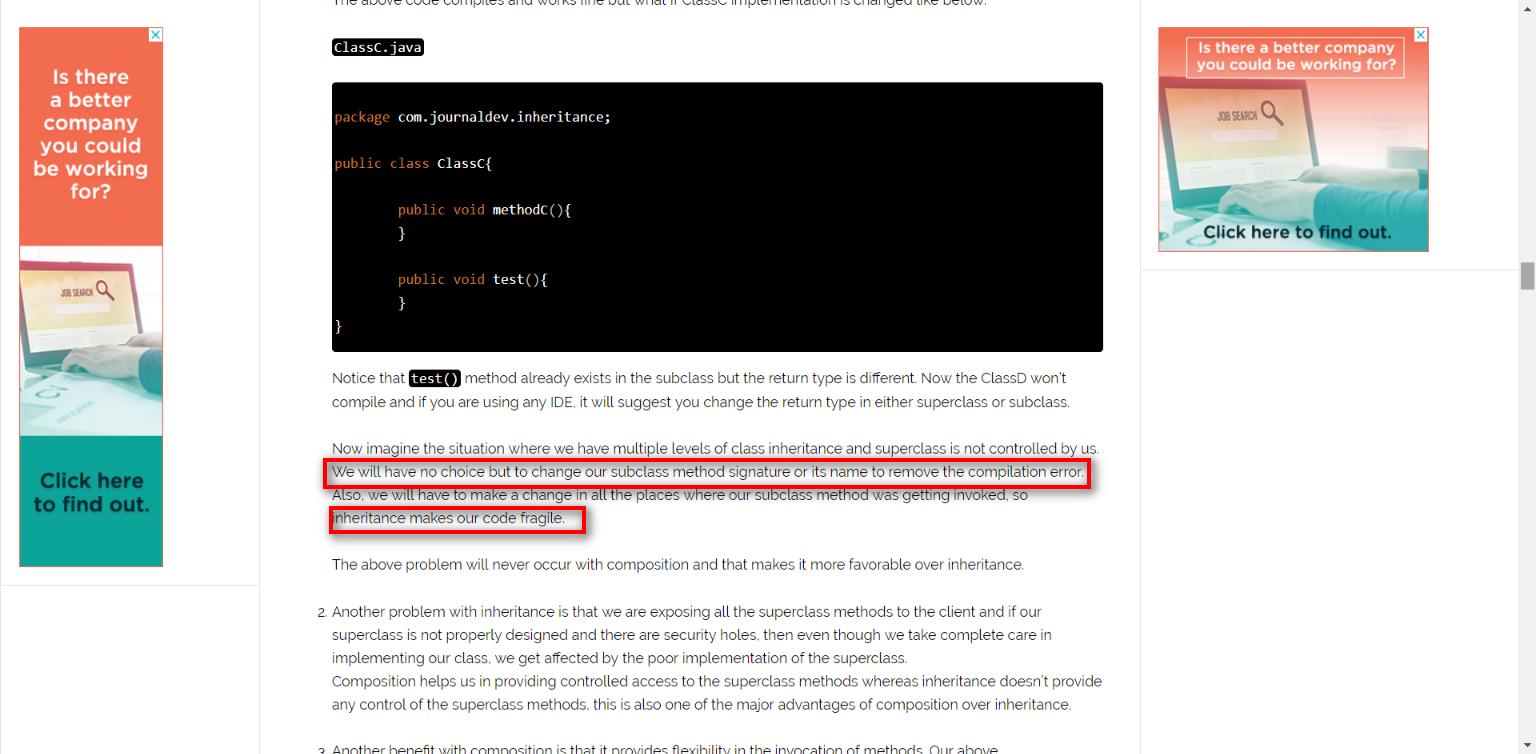 Is there
a better
company
you could
be working
for?
JOB SEARCH
Click here
to find out.
The above code compiles and works fine but what if ClassC implementation is changed like below.
ClassC.java
package com.journaldev.inheritance;
public class ClassC{
public void methodC(){
}
public void test(){
}
}
Notice that test() method already exists in the subclass but the return type is different. Now the ClassD won't
compile and if you are using any IDE, it will suggest you change the return type in either superclass or subclass.
Now imagine the situation where we have multiple levels of class inheritance and superclass is not controlled by us.
We will have no choice but to change our subclass method signature or its name to remove the compilation error.
Also, we will have to make a change in all the places where our subclass method was getting invoked, so
inheritance makes our code fragile.
The above problem will never occur with composition and that makes it more favorable over inheritance.
2. Another problem with inheritance is that we are exposing all the superclass methods to the client and if our
superclass is not properly designed and there are security holes, then even though we take complete care in
implementing our class, we get affected by the poor implementation of the superclass.
Composition helps us in providing controlled access to the superclass methods whereas inheritance doesn't provide
any control of the superclass methods, this is also one of the major advantages of composition over inheritance.
3. Another benefit with composition is that it provides flexibility in the invocation of methods. Our above
Is there a better company
you could be working for?
JOB SEARCH
Click here to find out.